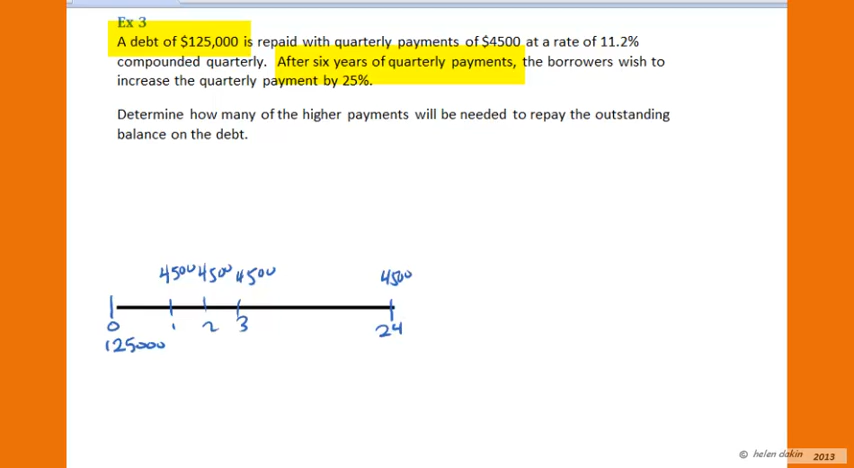 Ex 3
A debt of $125,000 is repaid with quarterly payments of $4500 at a rate of 11.2%
compounded quarterly. After six years of quarterly payments, the borrowers wish to
increase the quarterly payment by 25%.
Determine how many of the higher payments will be needed to repay the outstanding
balance on the debt.
4500 4500 4500 4500
0 1 2 3 24
125000
© helen dakin 2013